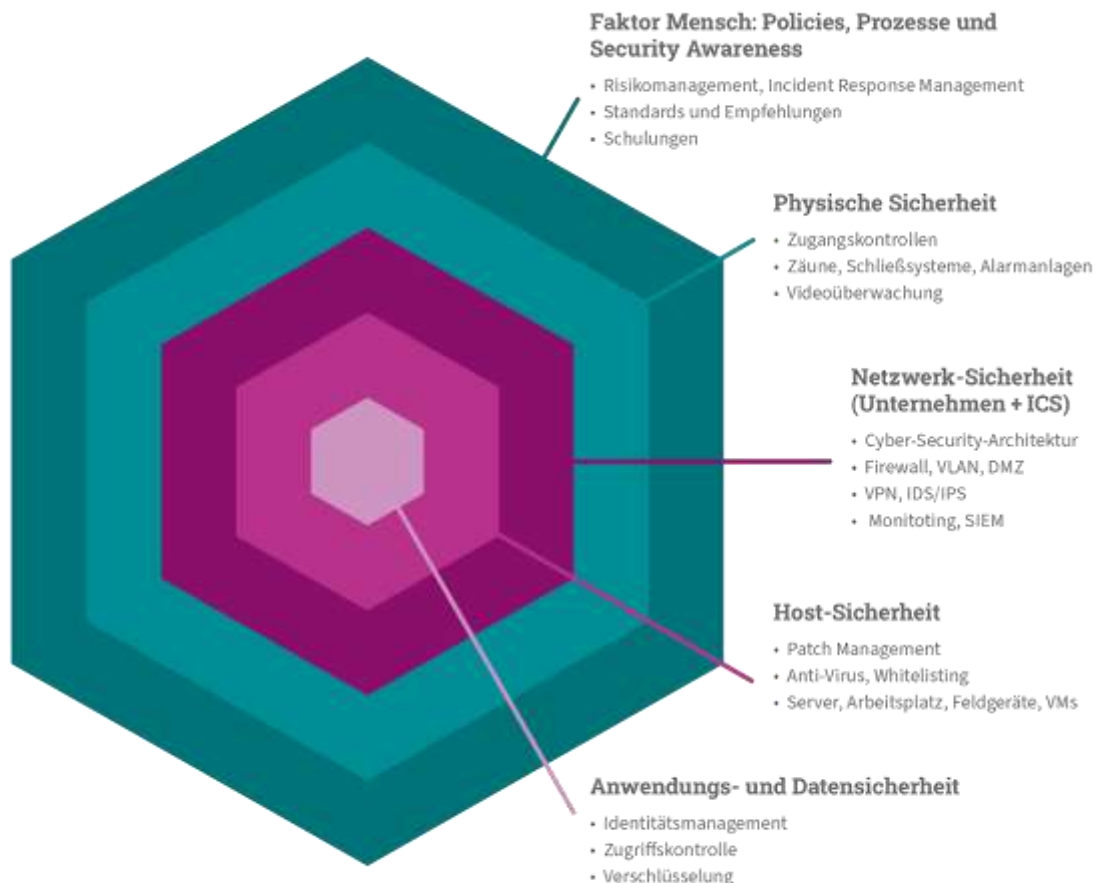 Faktor Mensch: Policies, Prozesse und
Security Awareness
• Risikomanagement, Incident Response Management
• Standards und Empfehlungen
• Schulungen
Physische Sicherheit
• Zugangskontrollen
• Zäune, Schließsysteme, Alarmanlagen
• Videoüberwachung
Netzwerk-Sicherheit
(Unternehmen + ICS)
• Cyber-Security-Architektur
• Firewall, VLAN, DMZ
• VPN, IDS/IPS
• Monitoting, SIEM
Host-Sicherheit
• Patch Management
• Anti-Virus, Whitelisting
• Server, Arbeitsplatz, Feldgeräte, VMs
Anwendungs- und Datensicherheit
• Identitätsmanagement
• Zugriffskontrolle
• Verschlüsselung